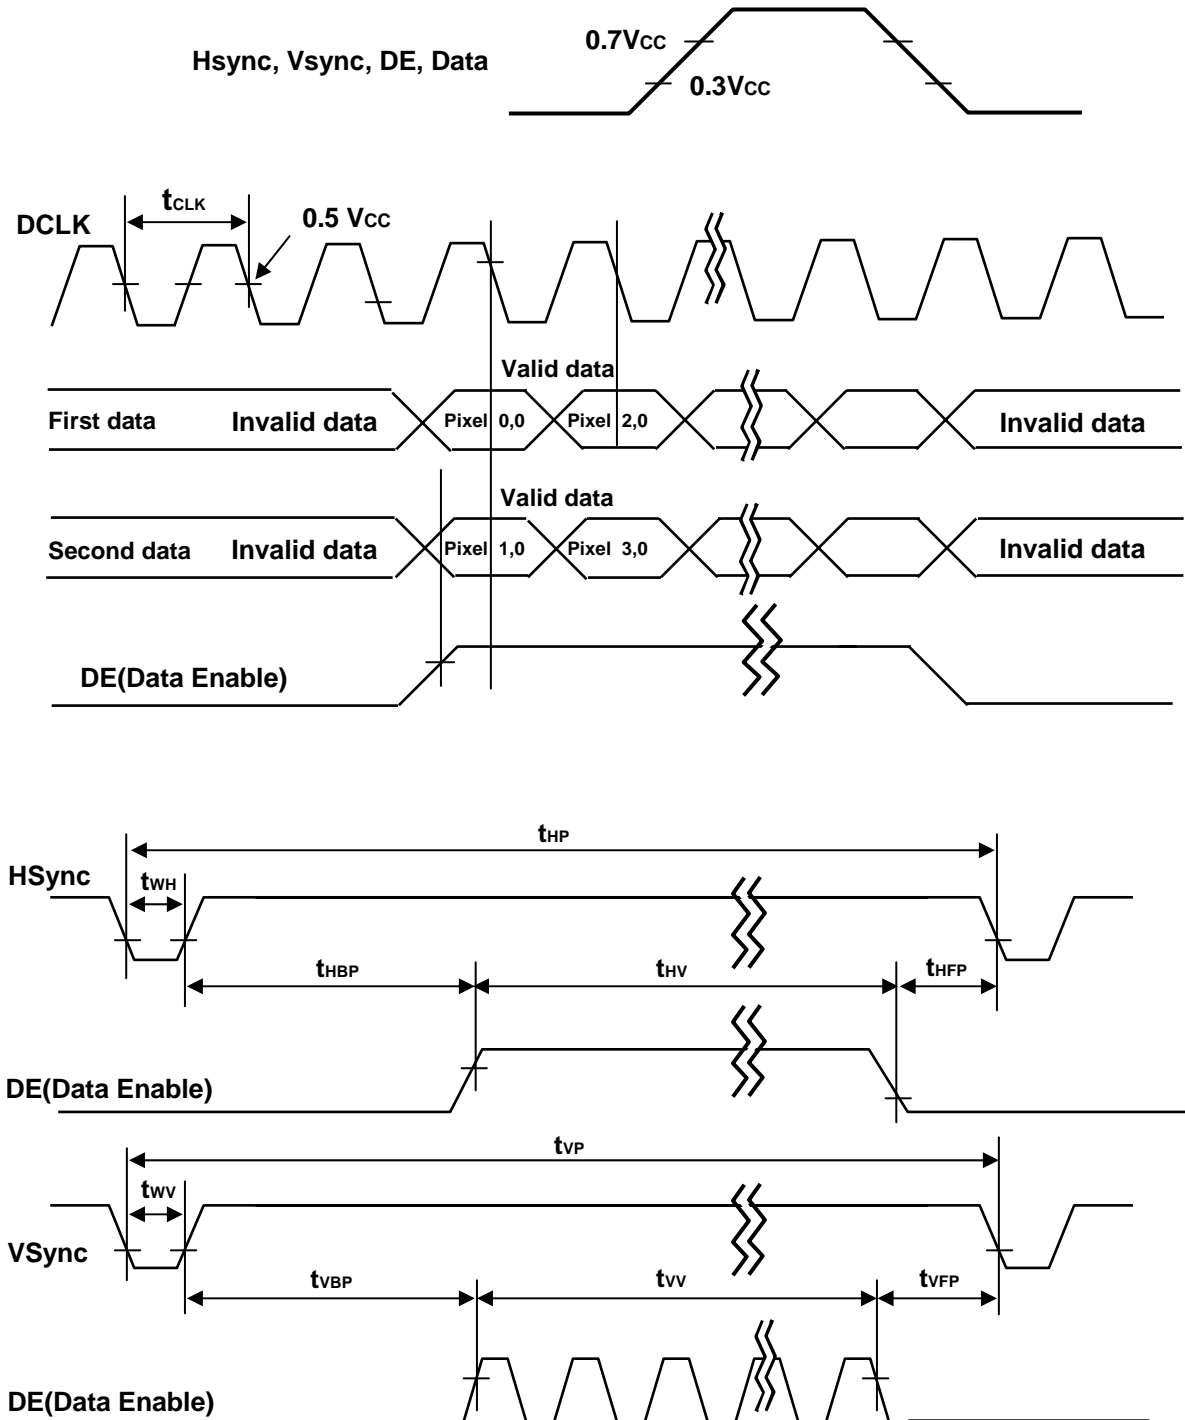 0.7VCC
Hsync, Vsync, DE, Data
0.3VCC
tCLK
DCLK
0.5 VCC
Valid data
First data Invalid data Pixel 0,0 Pixel 2,0 Invalid data
Valid data
Second data Invalid data Pixel 1,0 Pixel 3,0 Invalid data
DE(Data Enable)
tHP
HSync
tWH
tHBP tHV tHFP
DE(Data Enable)
tVP
tWV
VSync
tVBP tVV tVFP
DE(Data Enable)